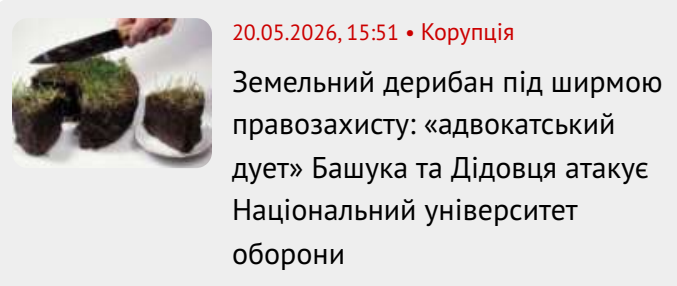 20.05.2026, 15:51 • Корупція
Земельний дерибан під ширмою
правозахисту: «адвокатський
дует» Башука та Дідовця атакує
Національний університет
оборони